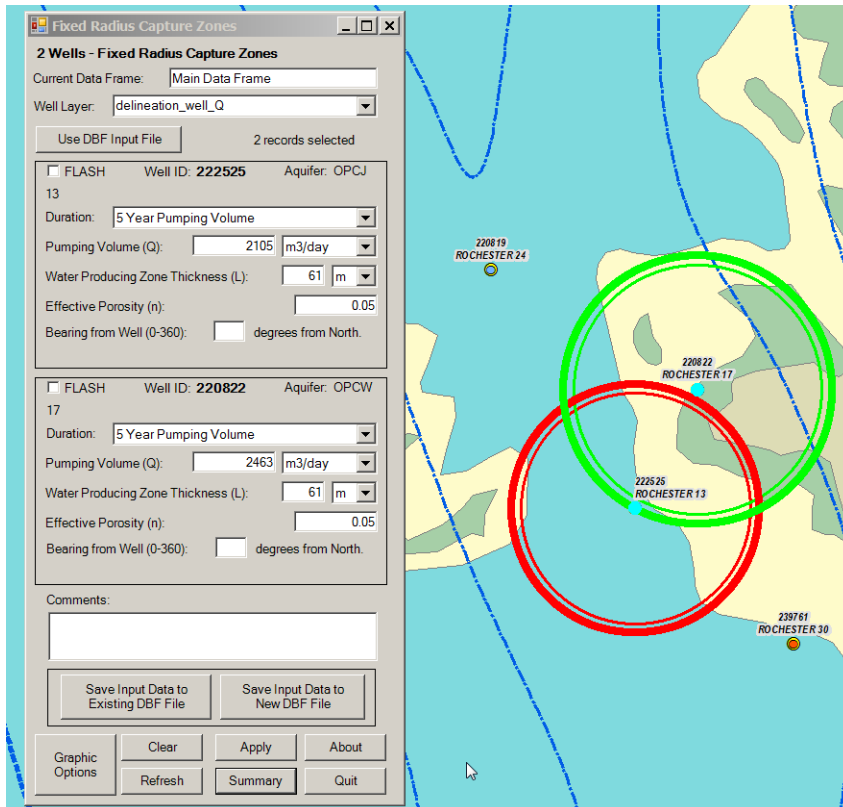 Fixed Radius Capture Zones
2 Wells - Fixed Radius Capture Zones
Current Data Frame: Main Data Frame
Well Layer: delineation_well_Q
Use DBF Input File 2 records selected
FLASH Well ID: 222525 Aquifer: OPCJ
13
Duration: 5 Year Pumping Volume
Pumping Volume (Q): 2105 m3/day
Water Producing Zone Thickness (L): 61 m
Effective Porosity (n): 0.05
Bearing from Well (0-360): degrees from North.
FLASH Well ID: 220822 Aquifer: OPCW
17
Duration: 5 Year Pumping Volume
Pumping Volume (Q): 2463 m3/day
Water Producing Zone Thickness (L): 61 m
Effective Porosity (n): 0.05
Bearing from Well (0-360): degrees from North.
Comments:
Save Input Data to
Existing DBF File
Save Input Data to
New DBF File
Graphic
Options
Clear Apply About
Refresh Summary Quit
220819
ROCHESTER 24
220822
ROCHESTER 17
222525
ROCHESTER 13
239761
ROCHESTER 30